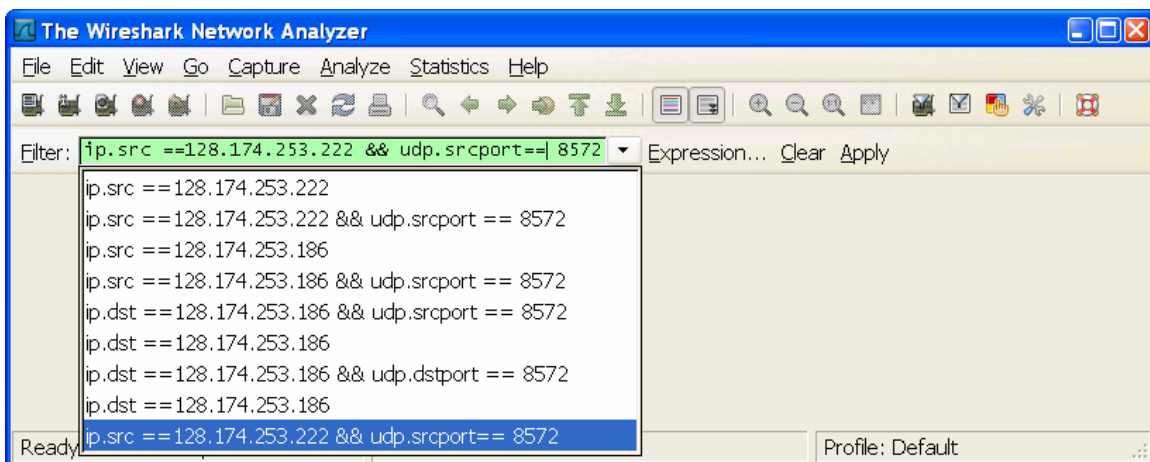 The Wireshark Network Analyzer
File Edit View Go Capture Analyze Statistics Help
Filter: ip.src ==128.174.253.222 && udp.srcport== 8572 Expression... Clear Apply
ip.src ==128.174.253.222
ip.src ==128.174.253.222 && udp.srcport == 8572
ip.src ==128.174.253.186
ip.src ==128.174.253.186 && udp.srcport == 8572
ip.dst ==128.174.253.186 && udp.srcport == 8572
ip.dst ==128.174.253.186
ip.dst ==128.174.253.186 && udp.dstport == 8572
ip.dst ==128.174.253.186
ip.src ==128.174.253.222 && udp.srcport== 8572
Ready Profile: Default